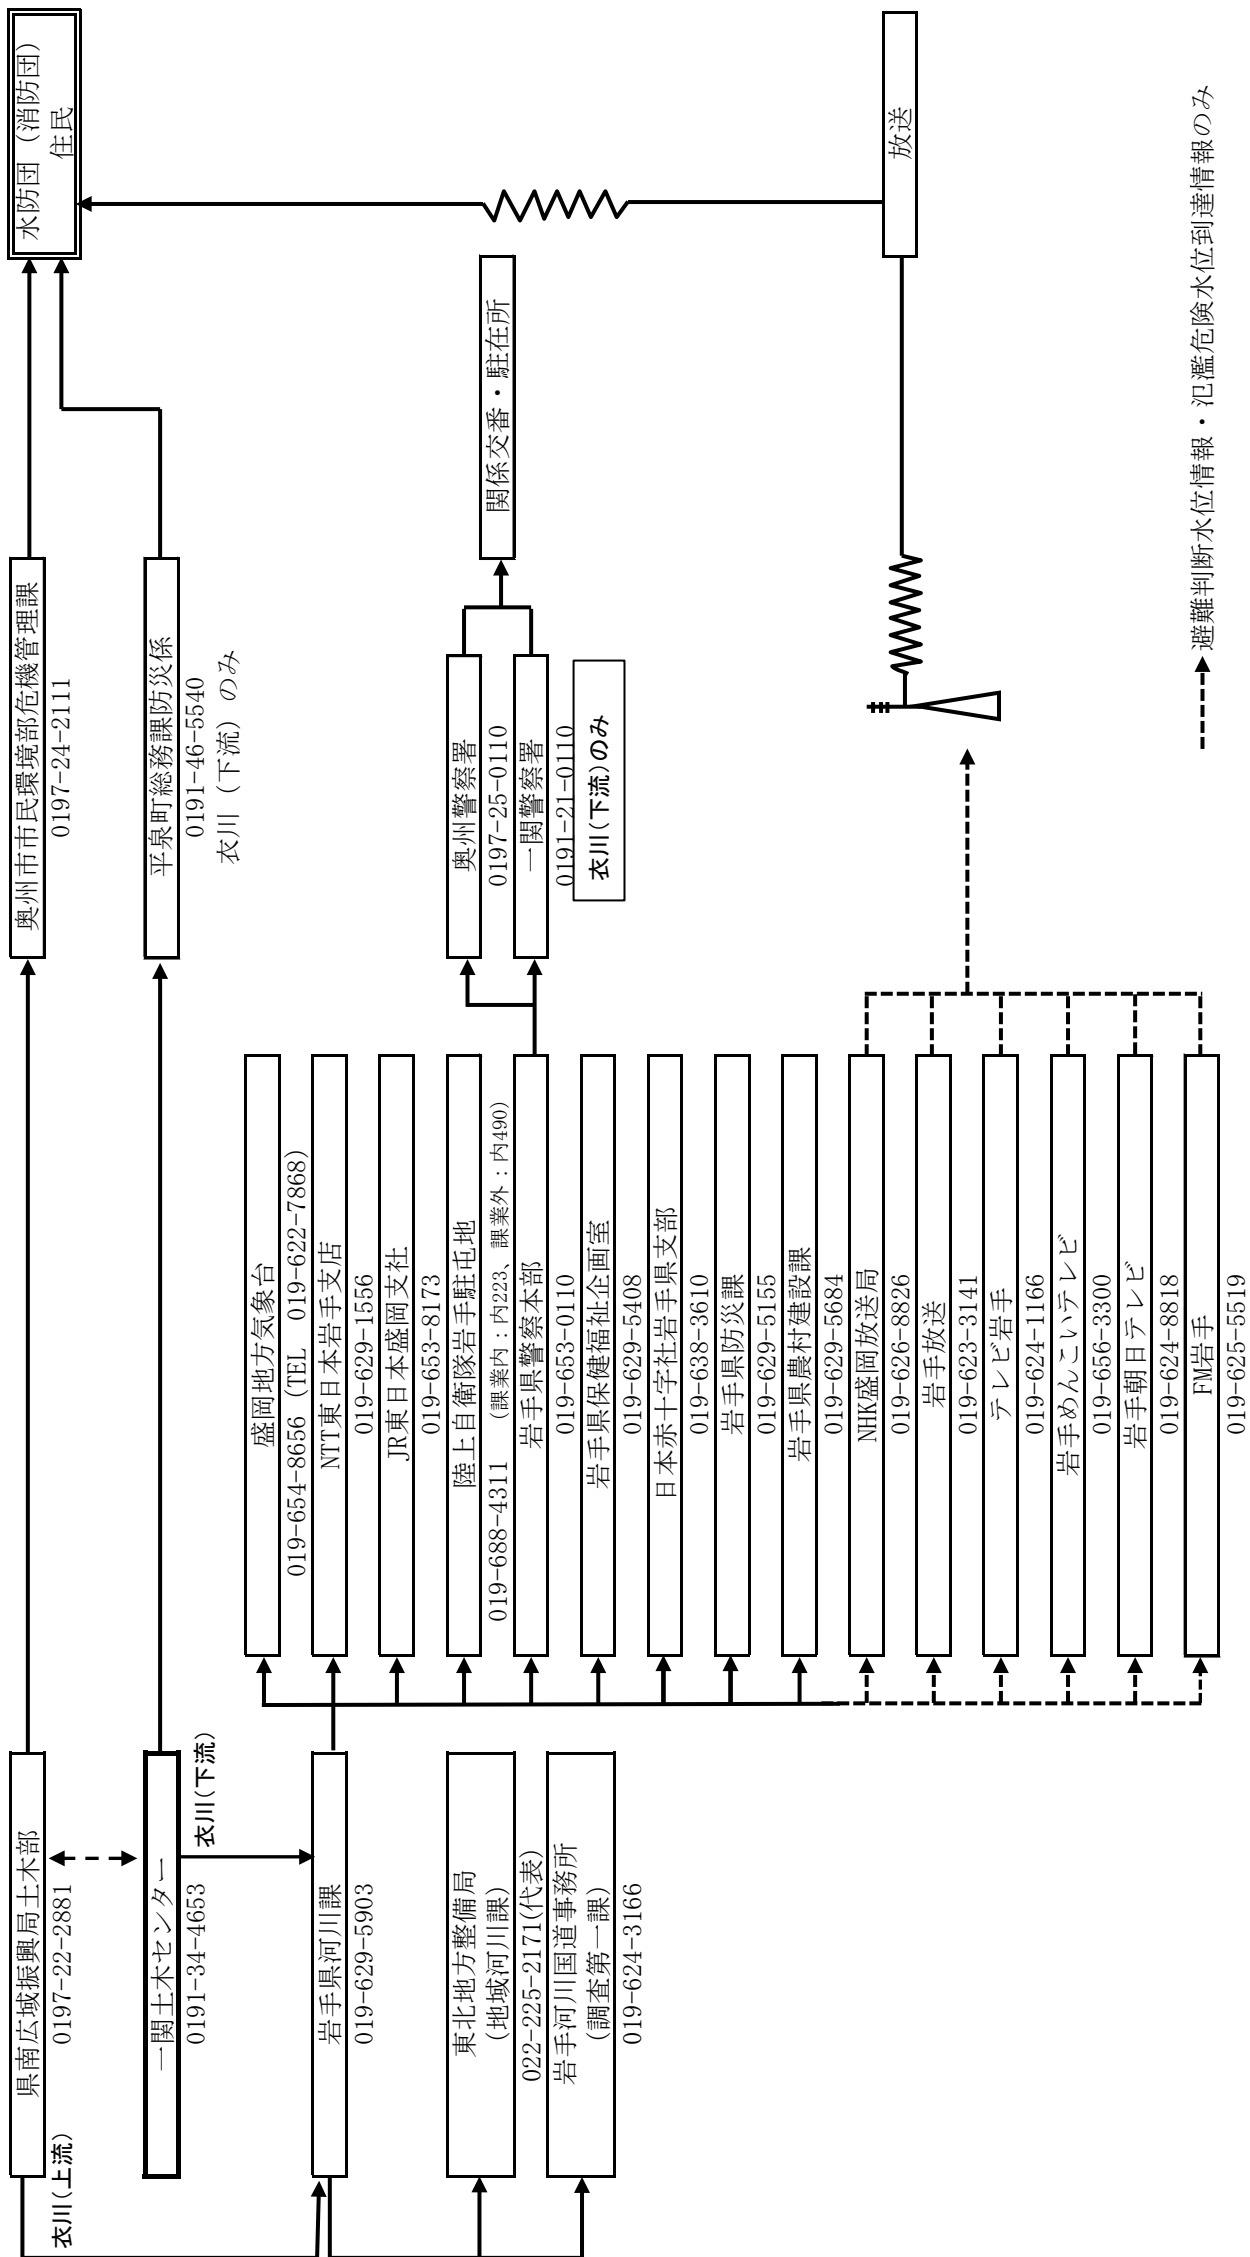 県南広域振興局土木部
0197-22-2881
衣川(上流)
一関土木センター
0191-34-4653
衣川(下流)
岩手県河川課
019-629-5903
東北地方整備局
(地域河川課)
022-225-2171(代表)
岩手河川国道事務所
(調査第一課)
019-624-3166
盛岡地方気象台
019-654-8656 (TEL 019-622-7868)
NTT東日本岩手支店
019-629-1556
JR東日本盛岡支社
019-653-8173
陸上自衛隊岩手駐屯地
019-688-4311 (課業内：内223、課業外：内490)
岩手県警察本部
019-653-0110
岩手県保健福祉企画室
019-629-5408
日本赤十字社岩手県支部
019-638-3610
岩手県防災課
019-629-5155
岩手県農村建設課
019-629-5684
NHK盛岡放送局
019-626-8826
岩手放送
019-623-3141
テレビ岩手
019-624-1166
岩手めんこいテレビ
019-656-3300
岩手朝日テレビ
019-624-8818
FM岩手
019-625-5519
奥州市市民環境部危機管理課
0197-24-2111
平泉町総務課防災係
0191-46-5540
衣川（下流）のみ
奥州警察署
0197-25-0110
一関警察署
0191-21-0110
衣川(下流)のみ
関係交番・駐在所
水防団（消防団）
住民
放送
避難判断水位情報・氾濫危険水位到達情報のみ